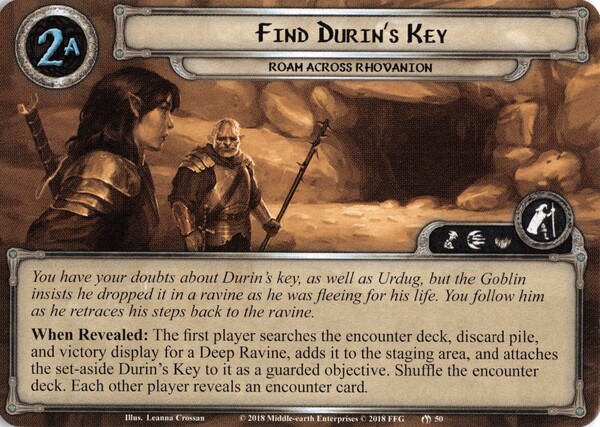 2A
FIND DURIN'S KEY
ROAM ACROSS RHOVANION
You have your doubts about Durin's key, as well as Urdug, but the Goblin
insists he dropped it in a ravine as he was fleeing for his life. You follow him
as he retraces his steps back to the ravine.
When Revealed: The first player searches the encounter deck, discard pile,
and victory display for a Deep Ravine, adds it to the staging area, and attaches
the set-aside Durin's Key to it as a guarded objective. Shuffle the encounter
deck. Each other player reveals an encounter card.
Illus. Leanna Crossan © 2018 Middle-earth Enterprises © 2018 FFG 50